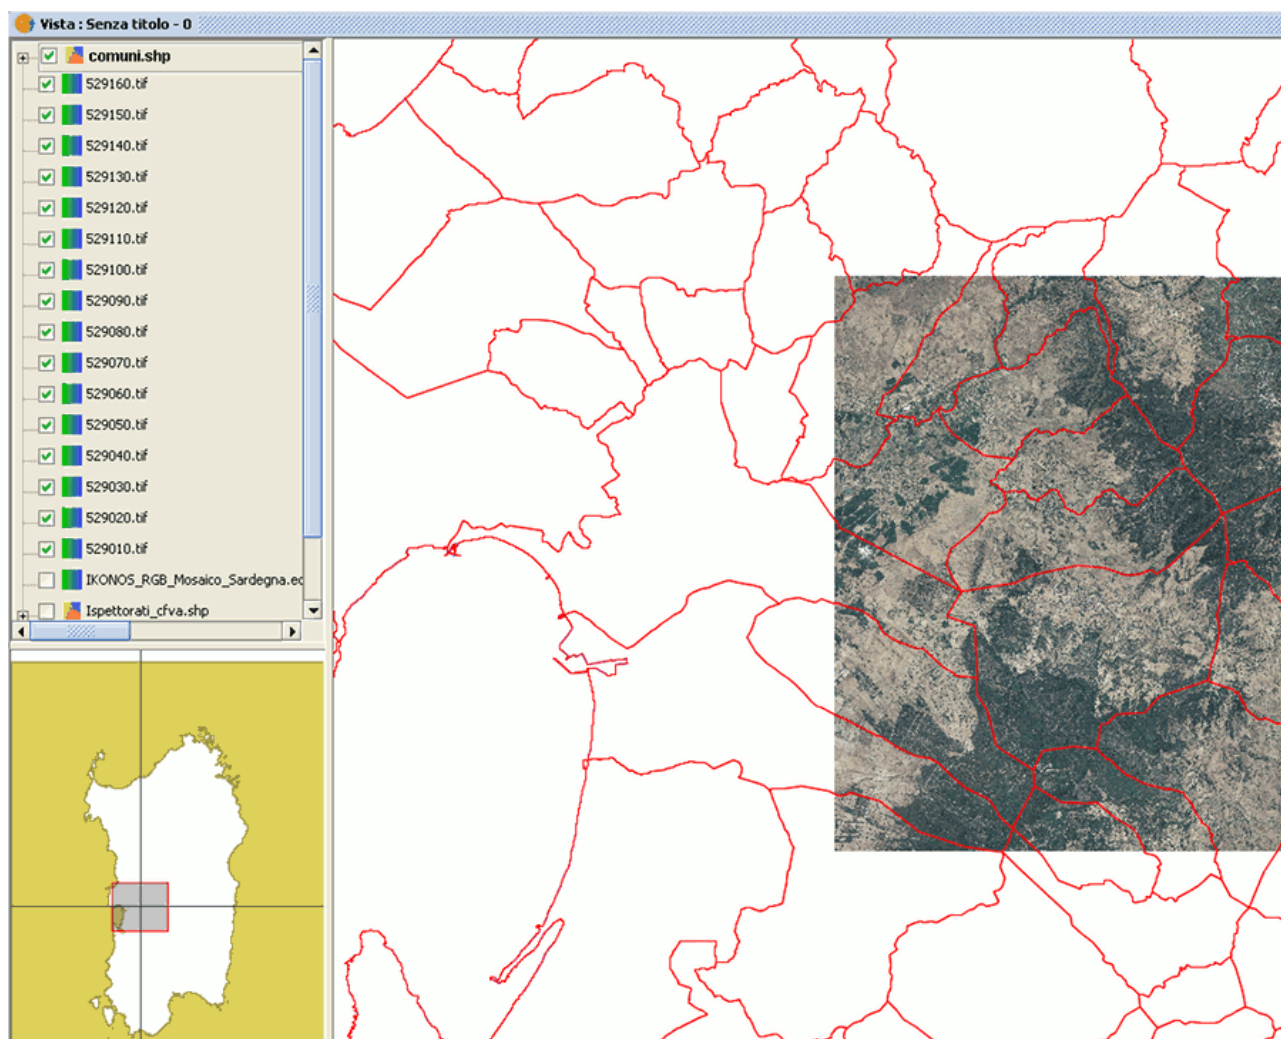 Vista : Senza titolo - 0
comuni.shp
529160.tif
529150.tif
529140.tif
529130.tif
529120.tif
529110.tif
529100.tif
529090.tif
529080.tif
529070.tif
529060.tif
529050.tif
529040.tif
529030.tif
529020.tif
529010.tif
IKONOS_RGB_Mosaico_Sardegna.ec
Ispettorati_cfva.shp